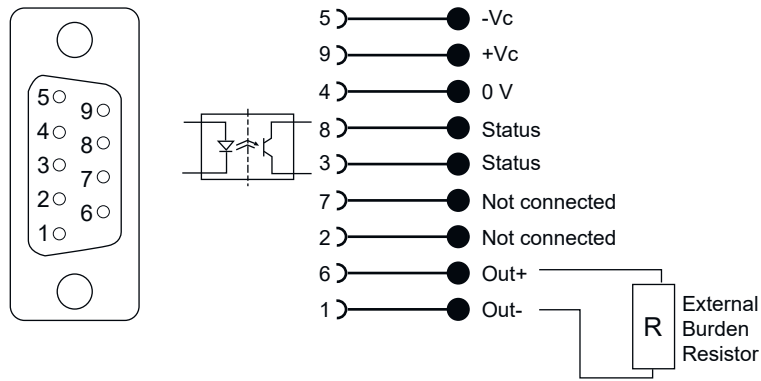 5
9
4
8
3
7
2
6
1
5 -Vc
9 +Vc
4 0 V
8 Status
3 Status
7 Not connected
2 Not connected
6 Out+
1 Out-
R
External
Burden
Resistor